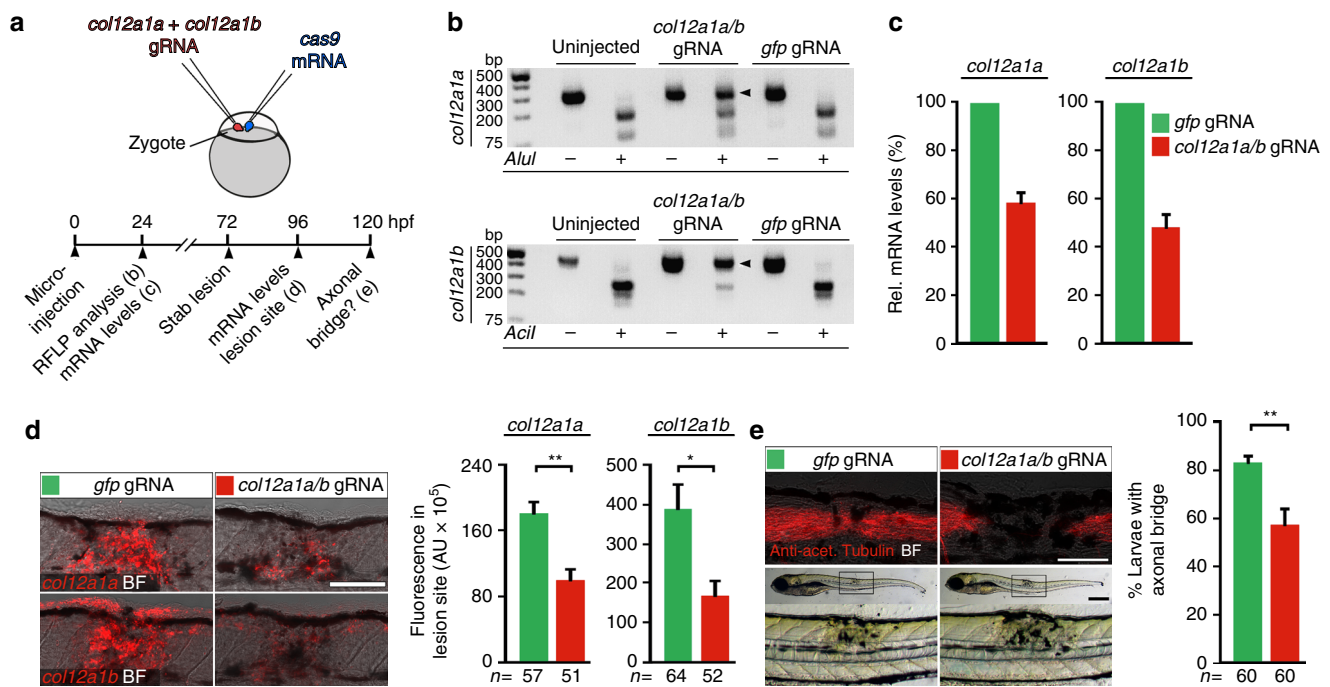 a
col12a1a + col12a1b
gRNA
cas9
mRNA
Zygote
0 24 72 96 120 hpf
Micro-
injection
RFLP analysis (b)
mRNA levels (c)
Stab lesion
mRNA levels
lesion site (d)
Axonal
bridge? (e)
b
Uninjected
col12a1a/b
gRNA
gfp gRNA
bp
500
400
300
200
75
col12a1a
AluI – + – + – +
Uninjected
col12a1a/b
gRNA
gfp gRNA
bp
500
400
300
200
75
col12a1b
AciI – + – + – +
c
col12a1a
col12a1b
Rel. mRNA levels (%)
100
80
60
40
20
0
100
80
60
40
20
0
gfp gRNA
col12a1a/b gRNA
d
gfp gRNA
col12a1a/b gRNA
col12a1a BF
col12a1b BF
Fluorescence in
lesion site (AU × 10⁵)
col12a1a
240
160
80
0
**
n= 57 51
col12a1b
500
400
300
200
100
0
*
n= 64 52
e
gfp gRNA
col12a1a/b gRNA
Anti-acet. Tubulin BF
% Larvae with
axonal bridge
100
80
60
40
20
0
**
n= 60 60